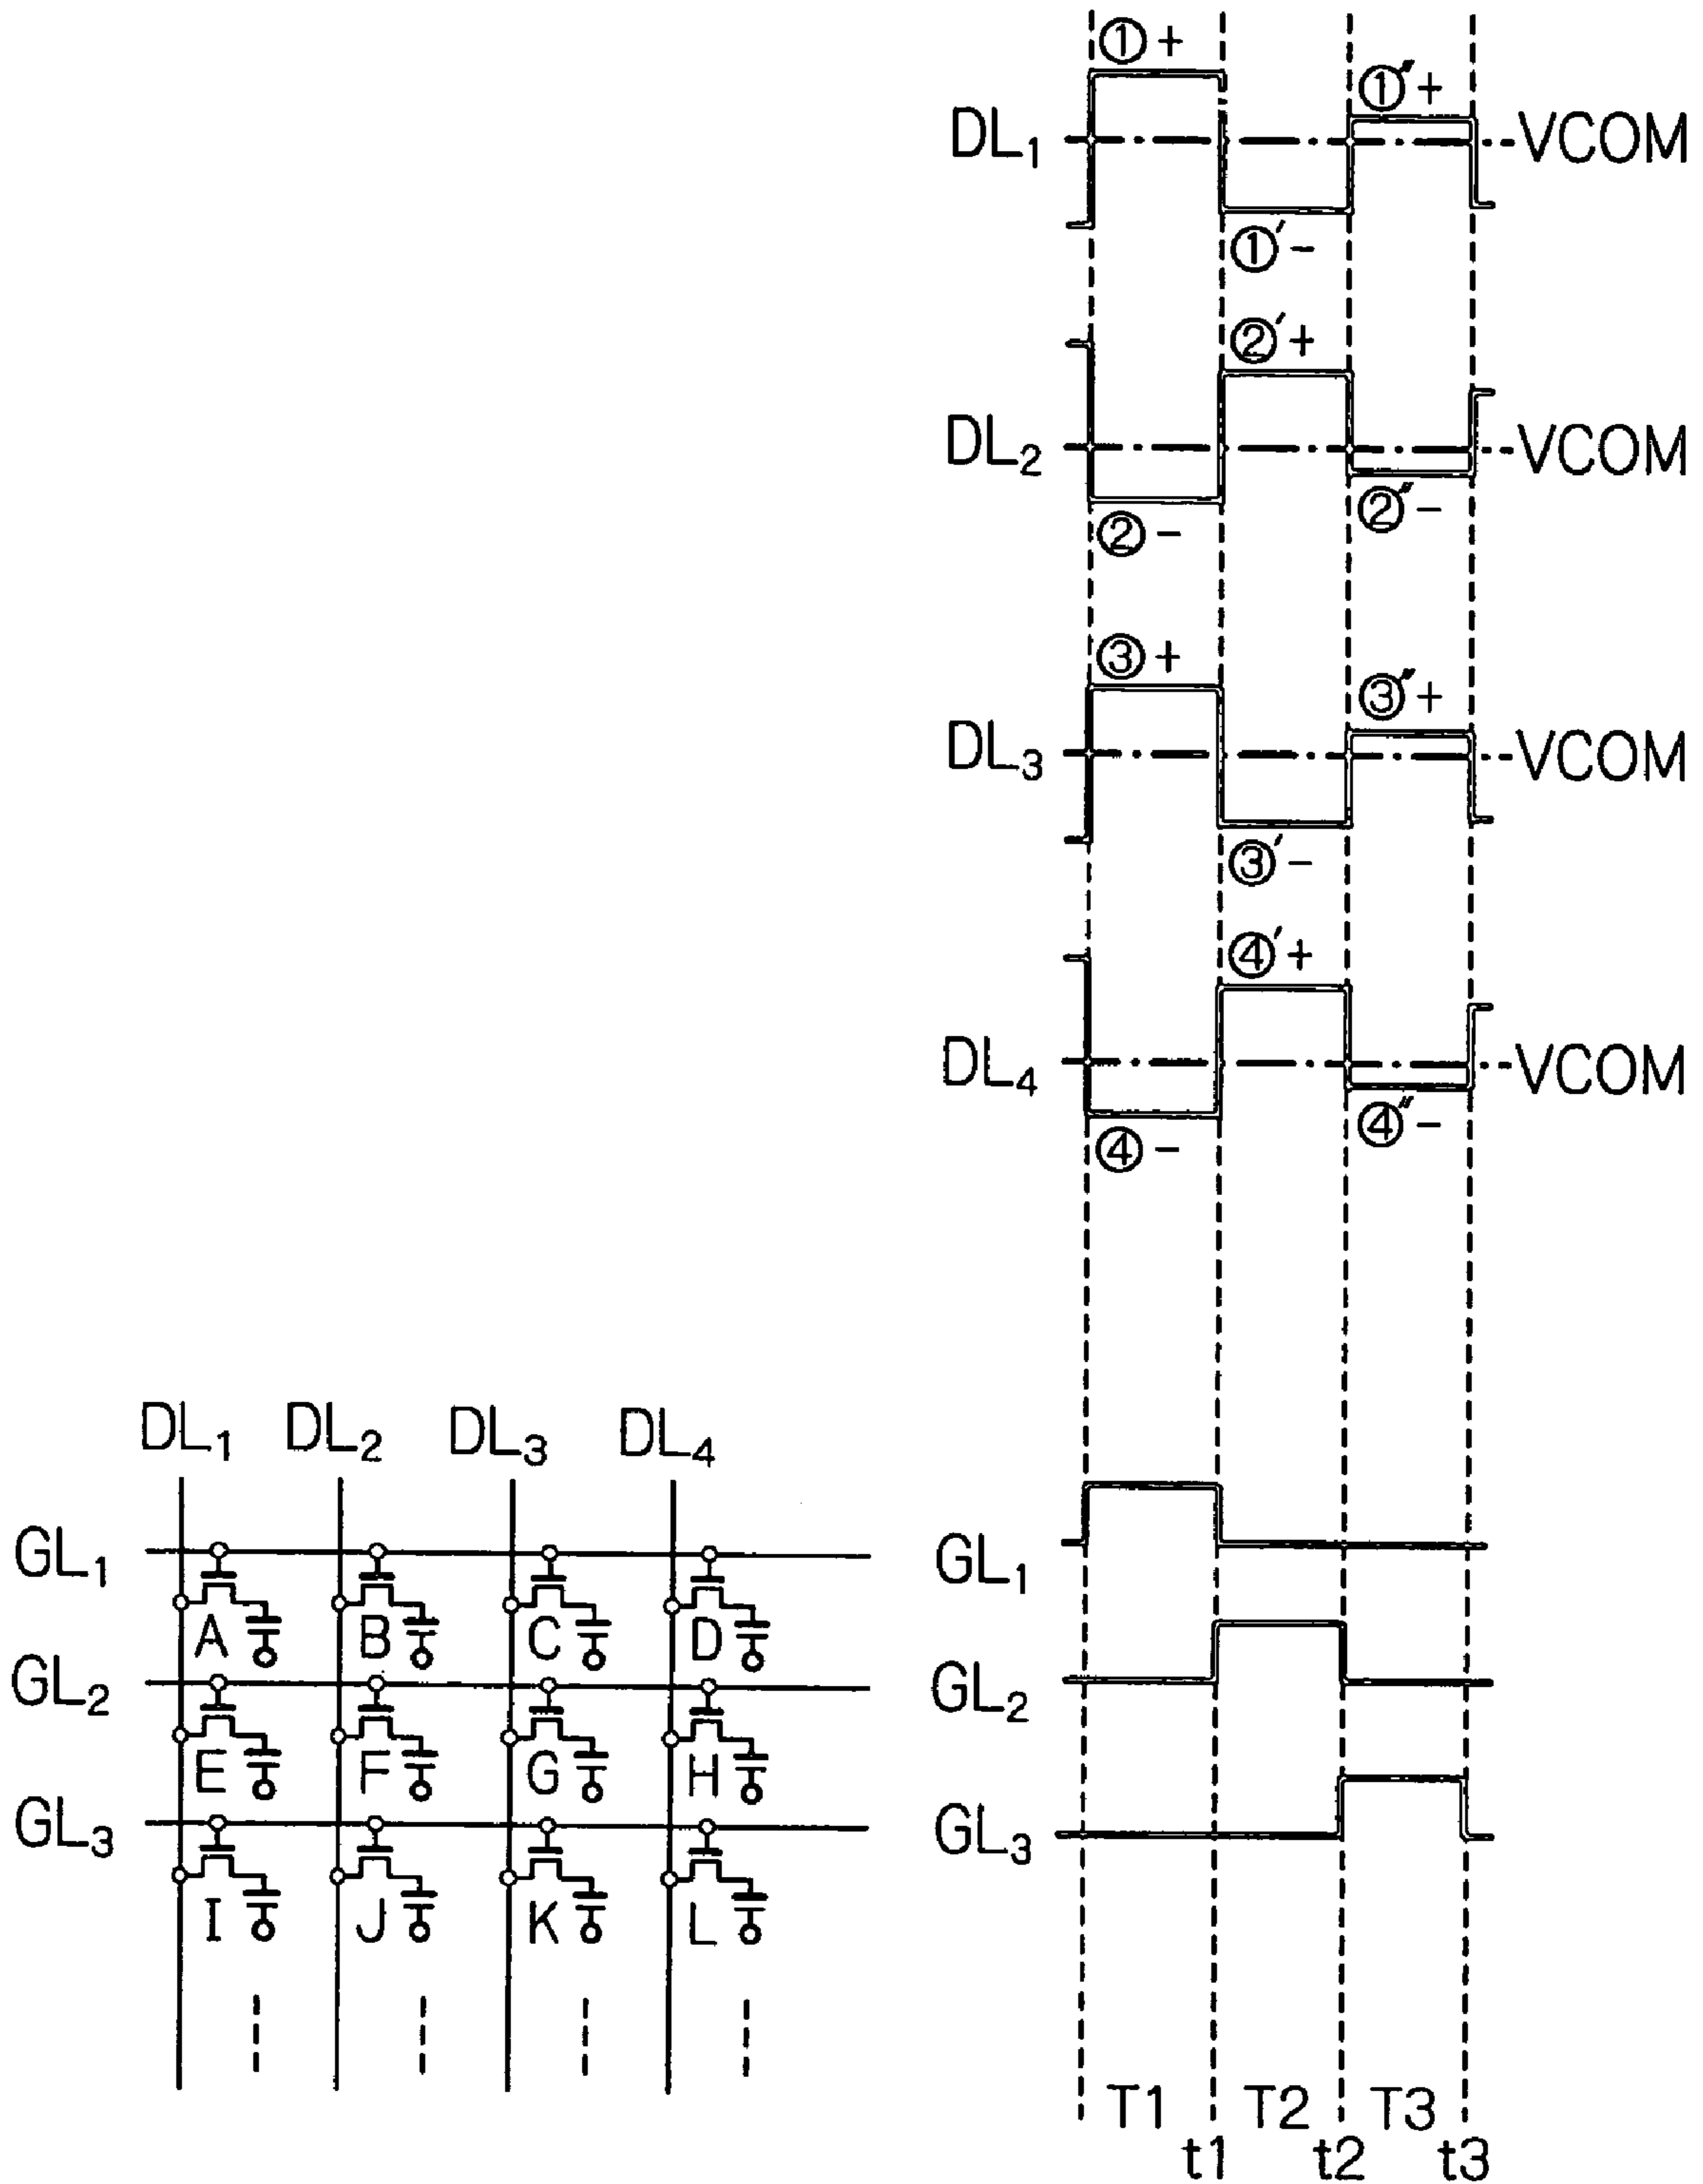 ①+
①″+
DL₁
VCOM
①′-
②′+
DL₂
VCOM
②-
②″-
③+
③″+
DL₃
VCOM
③′-
④′+
DL₄
VCOM
④-
④″-
DL₁ DL₂ DL₃ DL₄
GL₁
A B C D
GL₂
E F G H
GL₃
I J K L
GL₁
GL₂
GL₃
T1 T2 T3
t1 t2 t3